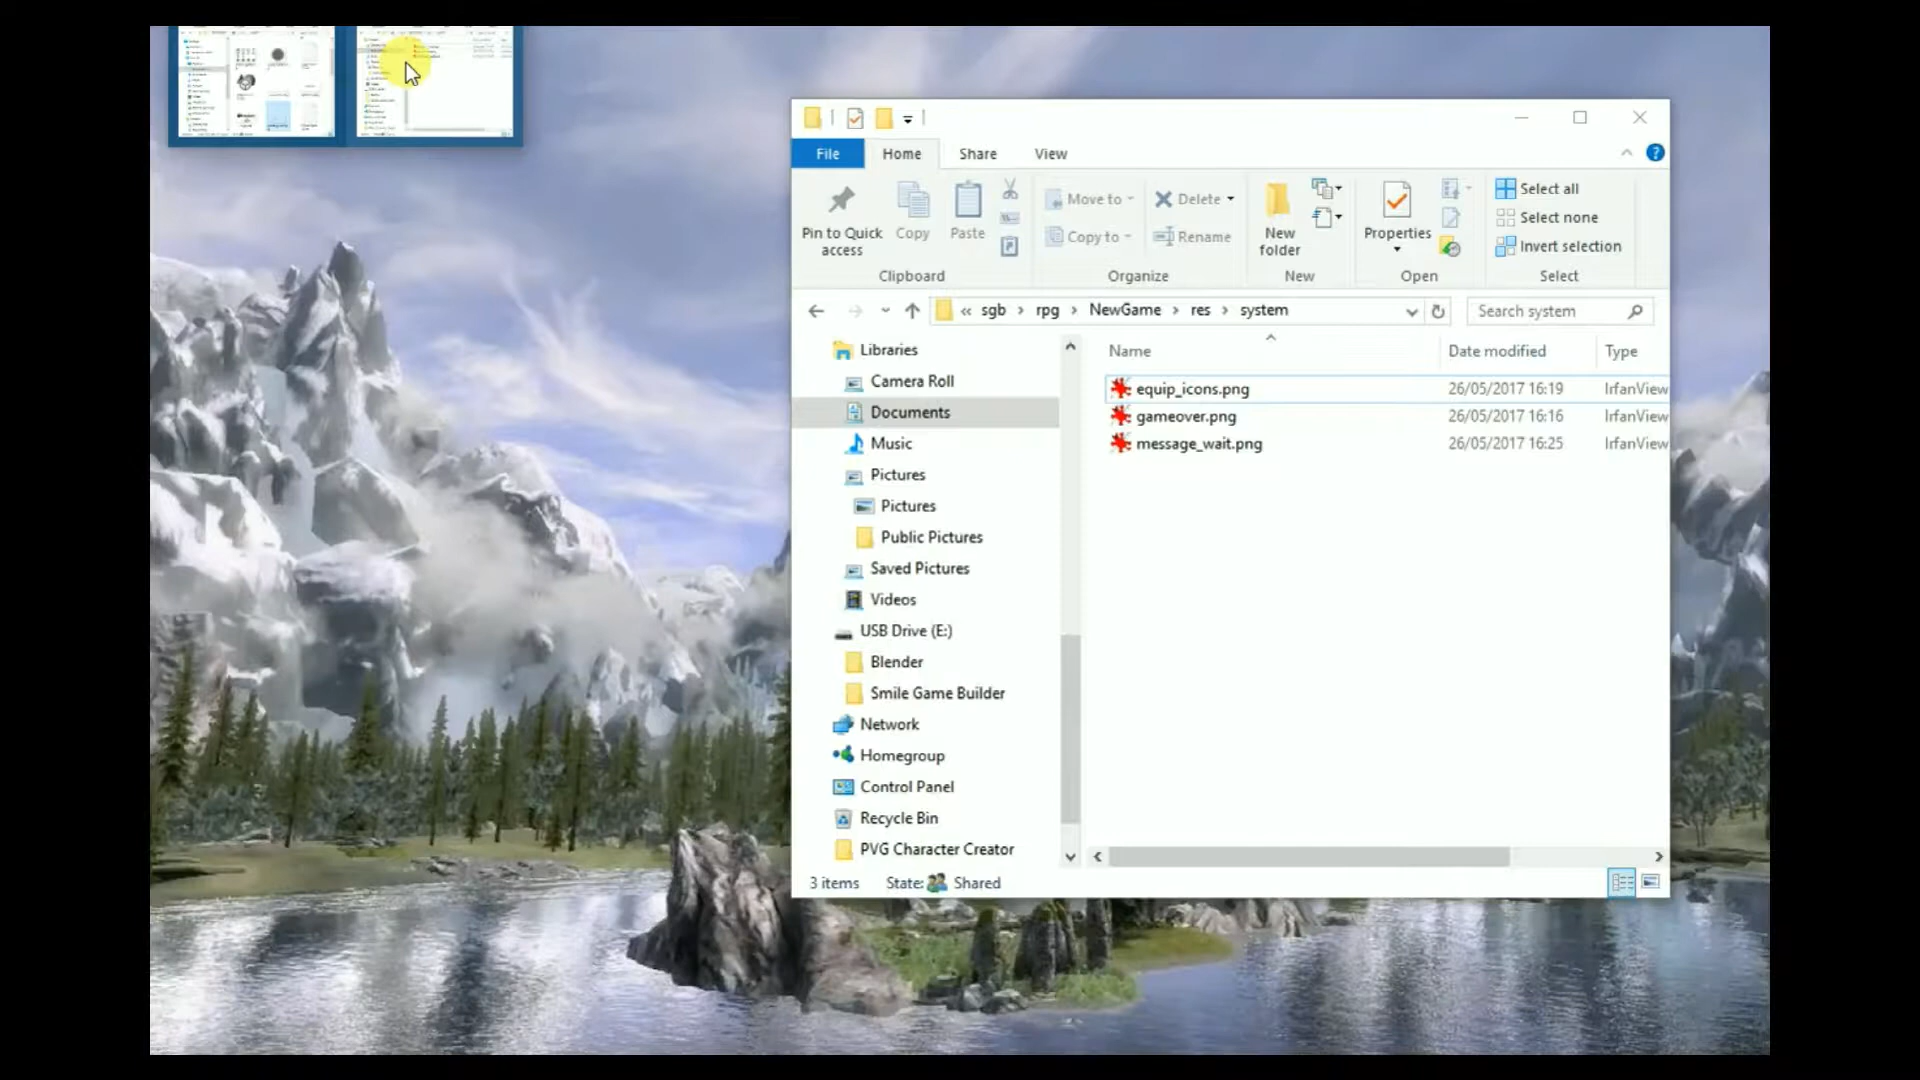 File Home Share View
Pin to Quick access
Copy
Paste
Clipboard
Move to
Copy to
Delete
Rename
Organize
New folder
New
Properties
Open
Select all
Select none
Invert selection
Select
« sgb › rpg › NewGame › res › system
Search system
Libraries
Camera Roll
Documents
Music
Pictures
Pictures
Public Pictures
Saved Pictures
Videos
USB Drive (E:)
Blender
Smile Game Builder
Network
Homegroup
Control Panel
Recycle Bin
PVG Character Creator
Name Date modified Type
equip_icons.png 26/05/2017 16:19 IrfanView
gameover.png 26/05/2017 16:16 IrfanView
message_wait.png 26/05/2017 16:25 IrfanView
3 items State: Shared